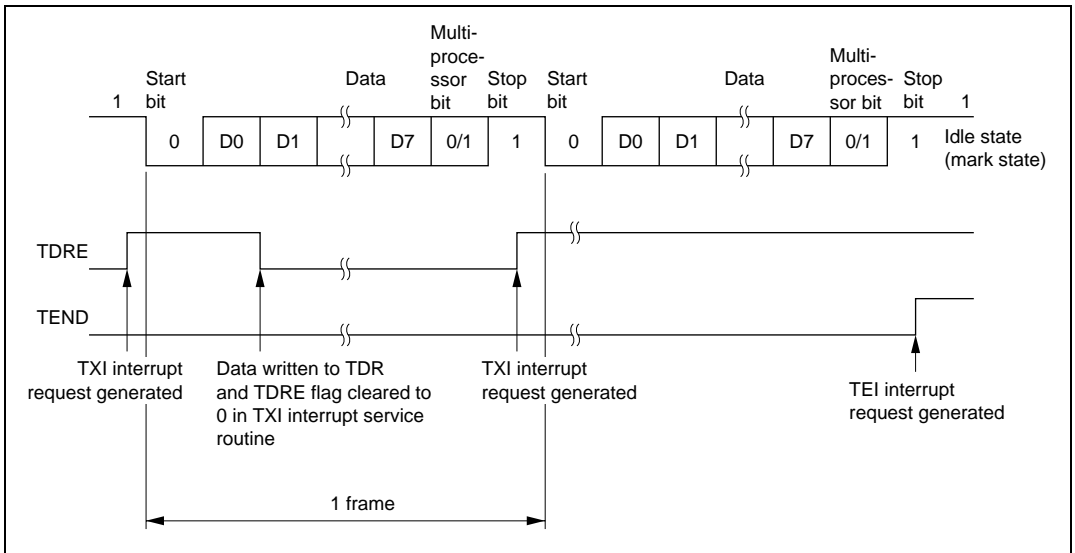 Multi-
proce-
ssor
bit
Start
bit
Data
Stop
bit
Start
bit
Data
Multi-
proces-
sor bit
Stop
bit
1
1
0 D0 D1 D7 0/1 1 0 D0 D1 D7 0/1 1
Idle state
(mark state)
TDRE
TEND
TXI interrupt
request generated
Data written to TDR
and TDRE flag cleared to
0 in TXI interrupt service
routine
TXI interrupt
request generated
TEI interrupt
request generated
1 frame